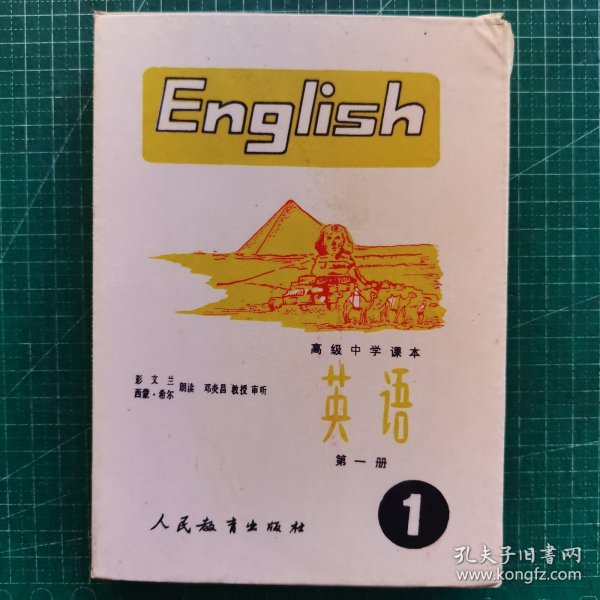 English
高级中学课本
彭文兰
西蒙·希尔
朗读 邓炎昌 教授 审听
英语
第一册
人民教育出版社
1
孔夫子旧书网
www.kongfz.com